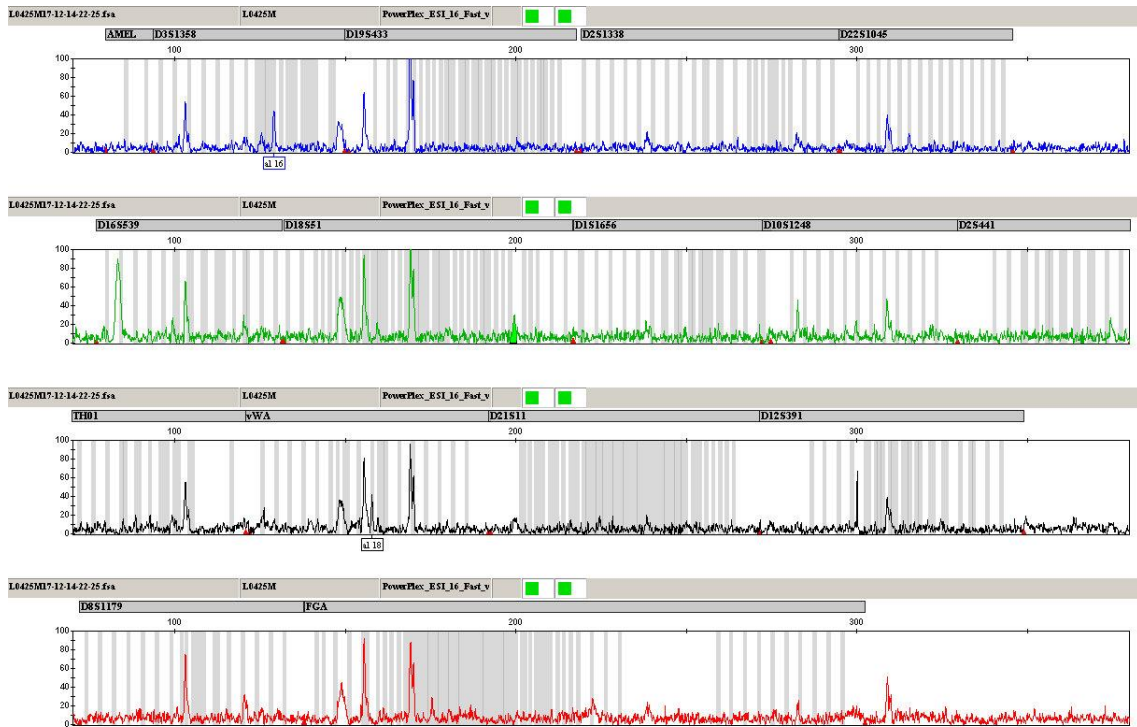 L0425M17-12-14-22-25.fsa L0425M PowerPlex_ESI_16_Fast_v
AMEL D3S1358 D19S433 D2S1338 D22S1045
100 200 300
100
80
60
40
20
0
al 16
L0425M17-12-14-22-25.fsa L0425M PowerPlex_ESI_16_Fast_v
D16S539 D18S51 D1S1656 D10S1248 D2S441
100 200 300
100
80
60
40
20
0
L0425M17-12-14-22-25.fsa L0425M PowerPlex_ESI_16_Fast_v
TH01 vWA D21S11 D12S391
100 200 300
100
80
60
40
20
0
al 18
L0425M17-12-14-22-25.fsa L0425M PowerPlex_ESI_16_Fast_v
D8S1179 FGA
100 200 300
100
80
60
40
20
0